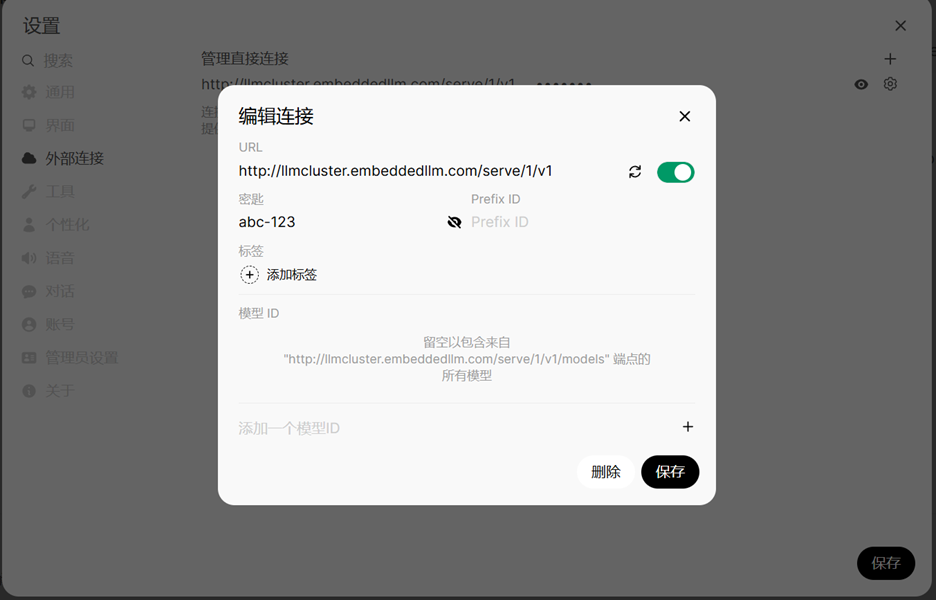 设置
搜索
通用
界面
外部连接
工具
个性化
语音
对话
账号
管理员设置
关于
管理直接连接
http://llmcluster.embeddedllm.com/serve/1/v1
连接
提供
编辑连接
URL
http://llmcluster.embeddedllm.com/serve/1/v1
密匙 Prefix ID
abc-123 Prefix ID
标签
添加标签
模型 ID
留空以包含来自
"http://llmcluster.embeddedllm.com/serve/1/v1/models" 端点的
所有模型
添加一个模型ID
删除 保存
保存